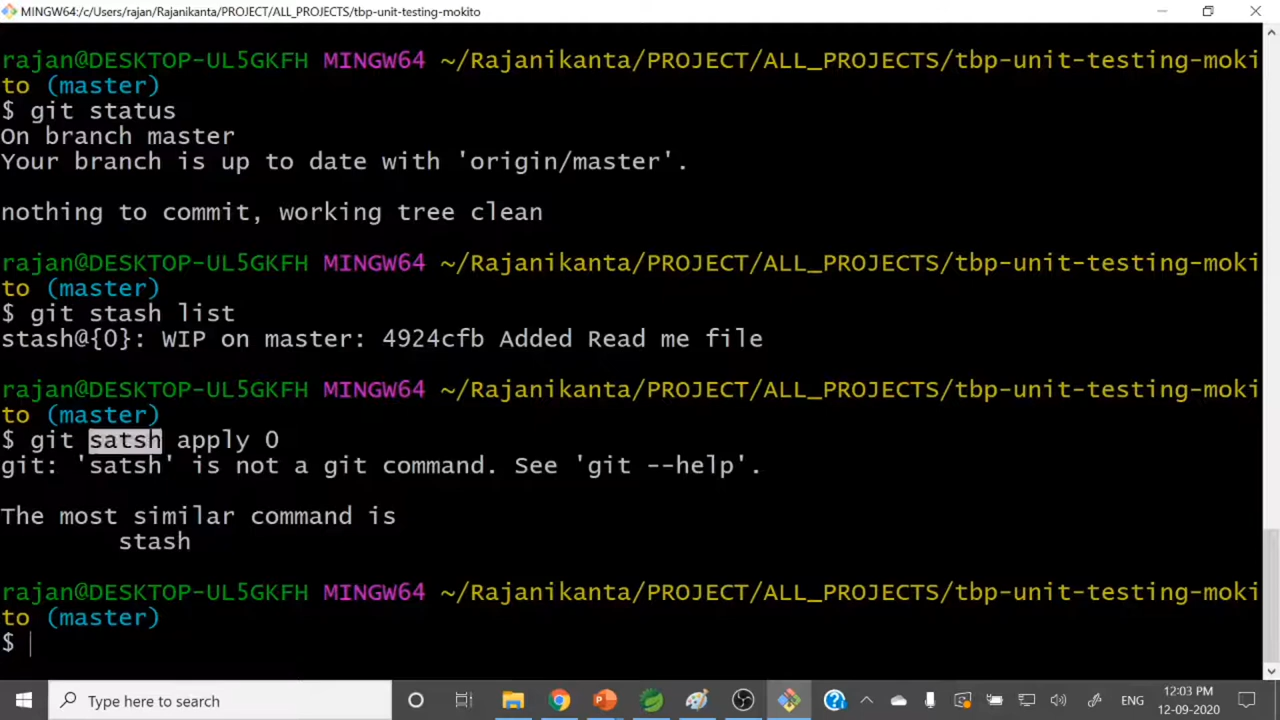 MINGW64:/c/Users/rajan/Rajanikanta/PROJECT/ALL_PROJECTS/tbp-unit-testing-mokito
rajan@DESKTOP-UL5GKFH MINGW64 ~/Rajanikanta/PROJECT/ALL_PROJECTS/tbp-unit-testing-moki
to (master)
$ git status
On branch master
Your branch is up to date with 'origin/master'.
nothing to commit, working tree clean
rajan@DESKTOP-UL5GKFH MINGW64 ~/Rajanikanta/PROJECT/ALL_PROJECTS/tbp-unit-testing-moki
to (master)
$ git stash list
stash@{0}: WIP on master: 4924cfb Added Read me file
rajan@DESKTOP-UL5GKFH MINGW64 ~/Rajanikanta/PROJECT/ALL_PROJECTS/tbp-unit-testing-moki
to (master)
$ git satsh apply 0
git: 'satsh' is not a git command. See 'git --help'.
The most similar command is
stash
rajan@DESKTOP-UL5GKFH MINGW64 ~/Rajanikanta/PROJECT/ALL_PROJECTS/tbp-unit-testing-moki
to (master)
$
Type here to search
ENG
12:03 PM
12-09-2020